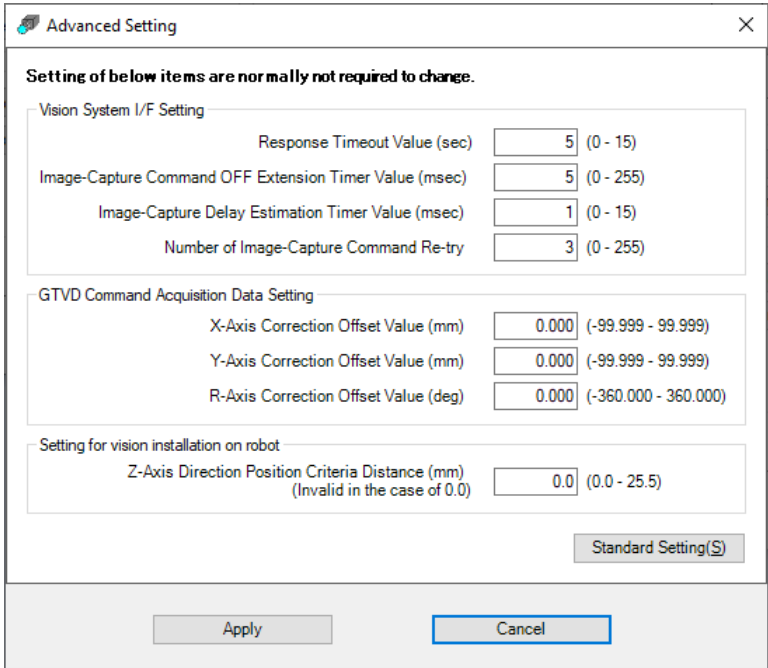 Advanced Setting
Setting of below items are normally not required to change.
Vision System I/F Setting
Response Timeout Value (sec) 5 (0 - 15)
Image-Capture Command OFF Extension Timer Value (msec) 5 (0 - 255)
Image-Capture Delay Estimation Timer Value (msec) 1 (0 - 15)
Number of Image-Capture Command Re-try 3 (0 - 255)
GTVD Command Acquisition Data Setting
X-Axis Correction Offset Value (mm) 0.000 (-99.999 - 99.999)
Y-Axis Correction Offset Value (mm) 0.000 (-99.999 - 99.999)
R-Axis Correction Offset Value (deg) 0.000 (-360.000 - 360.000)
Setting for vision installation on robot
Z-Axis Direction Position Criteria Distance (mm)
(Invalid in the case of 0.0) 0.0 (0.0 - 25.5)
Standard Setting(S)
Apply Cancel